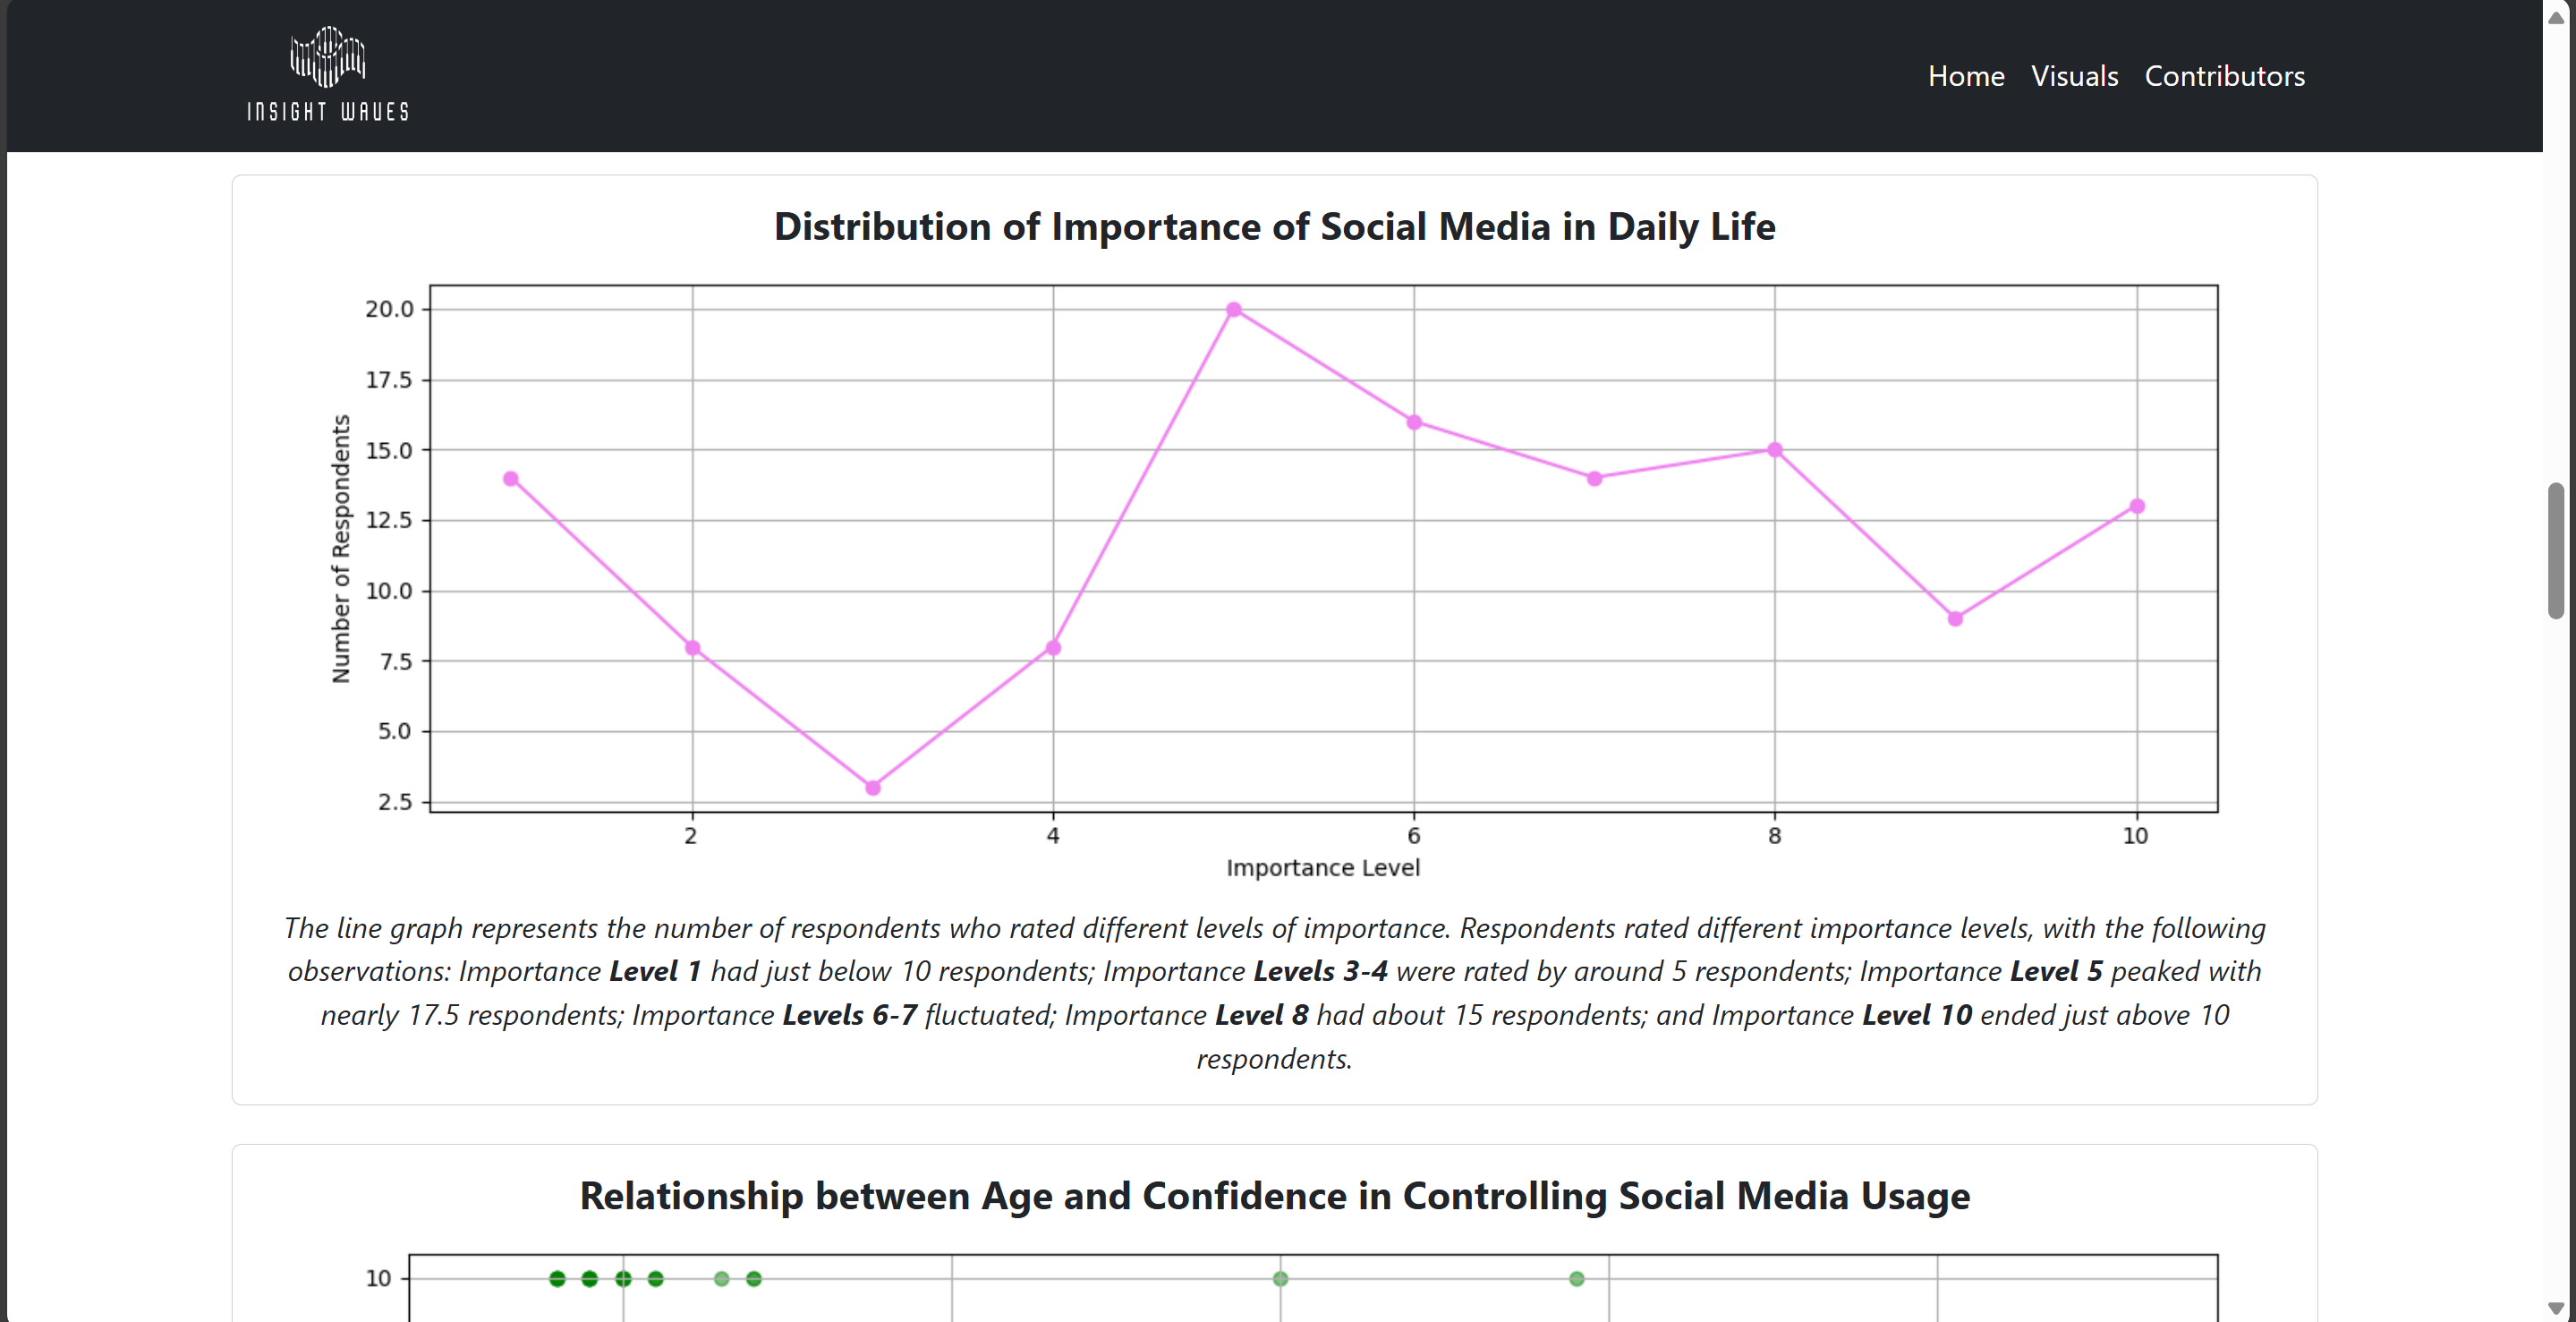 INSIGHT WAVES
Home Visuals Contributors
Distribution of Importance of Social Media in Daily Life
20.0
17.5
15.0
12.5
10.0
7.5
5.0
2.5
Number of Respondents
2 4 6 8 10
Importance Level
The line graph represents the number of respondents who rated different levels of importance. Respondents rated different importance levels, with the following
observations: Importance Level 1 had just below 10 respondents; Importance Levels 3-4 were rated by around 5 respondents; Importance Level 5 peaked with
nearly 17.5 respondents; Importance Levels 6-7 fluctuated; Importance Level 8 had about 15 respondents; and Importance Level 10 ended just above 10
respondents.
Relationship between Age and Confidence in Controlling Social Media Usage
10